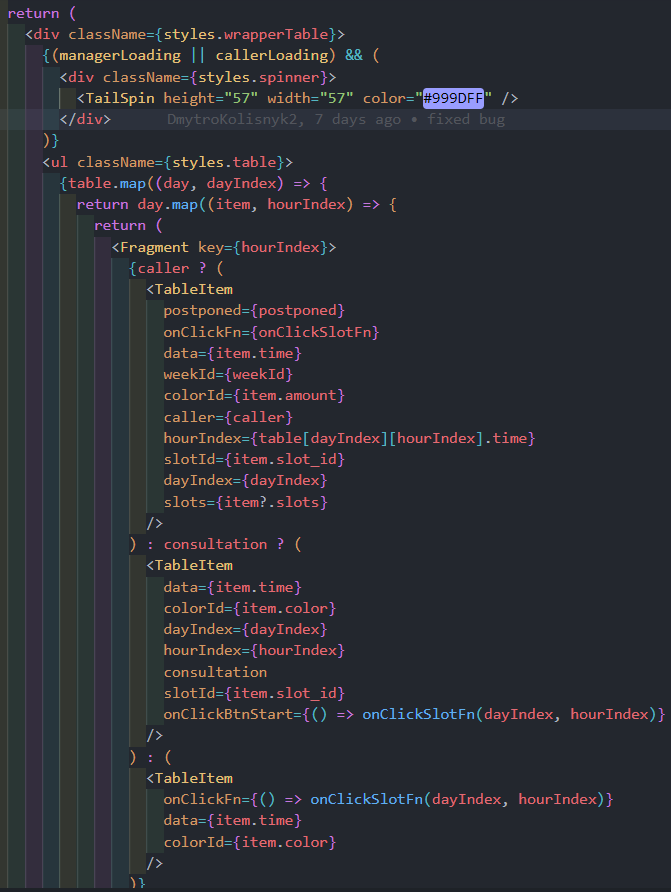 return (
<div className={styles.wrapperTable}>
{(managerLoading || callerLoading) && (
<div className={styles.spinner}>
<TailSpin height="57" width="57" color="#999DFF" />
</div> DmytroKolisnyk2, 7 days ago • fixed bug
)}
<ul className={styles.table}>
{table.map((day, dayIndex) => {
return day.map((item, hourIndex) => {
return (
<Fragment key={hourIndex}>
{caller ? (
<TableItem
postponed={postponed}
onClickFn={onClickSlotFn}
data={item.time}
weekId={weekId}
colorId={item.amount}
caller={caller}
hourIndex={table[dayIndex][hourIndex].time}
slotId={item.slot_id}
dayIndex={dayIndex}
slots={item?.slots}
/>
) : consultation ? (
<TableItem
data={item.time}
colorId={item.color}
dayIndex={dayIndex}
hourIndex={hourIndex}
consultation
slotId={item.slot_id}
onClickBtnStart={() => onClickSlotFn(dayIndex, hourIndex)}
/>
) : (
<TableItem
onClickFn={() => onClickSlotFn(dayIndex, hourIndex)}
data={item.time}
colorId={item.color}
/>
)}